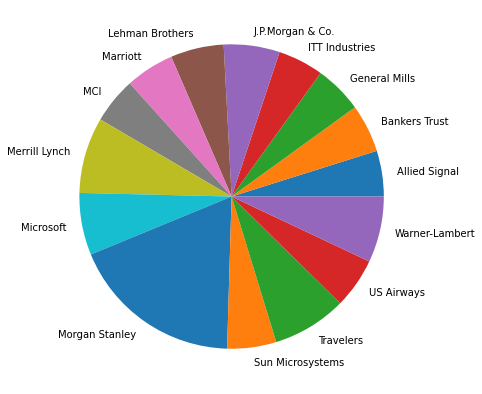 J.P.Morgan & Co.
Lehman Brothers
ITT Industries
Marriott
General Mills
MCI
Bankers Trust
Merrill Lynch
Allied Signal
Microsoft
Warner-Lambert
US Airways
Morgan Stanley
Travelers
Sun Microsystems